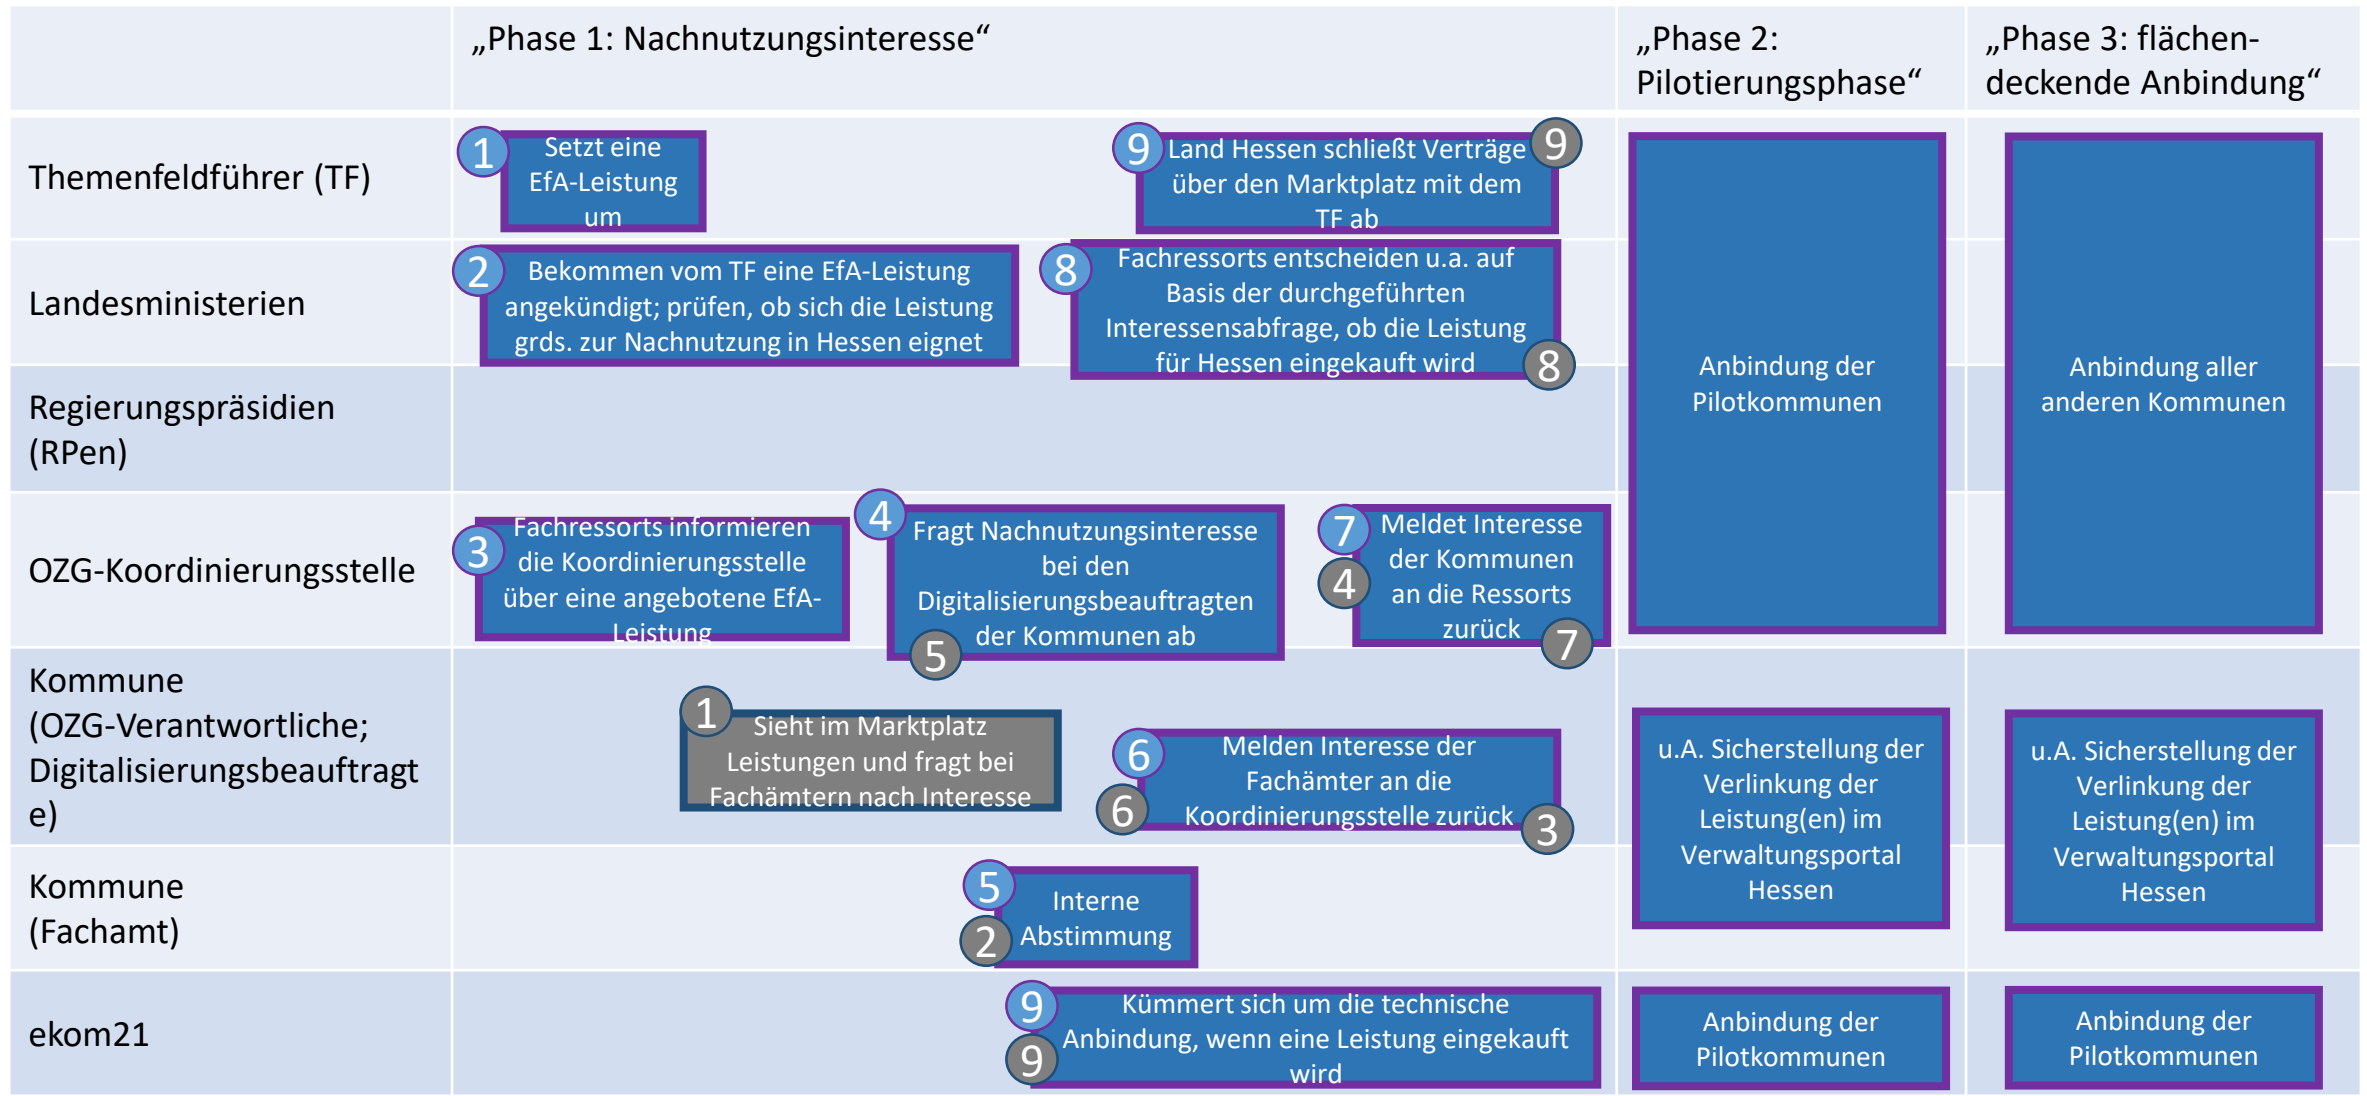 „Phase 1: Nachnutzungsinteresse“
„Phase 2:
Pilotierungsphase“
„Phase 3: flächen-
deckende Anbindung“
Themenfeldführer (TF)
1
Setzt eine
EfA-Leistung
um
9
9
Land Hessen schließt Verträge
über den Marktplatz mit dem
TF ab
Landesministerien
2
Bekommen vom TF eine EfA-Leistung
angekündigt; prüfen, ob sich die Leistung
grds. zur Nachnutzung in Hessen eignet
8
Fachressorts entscheiden u.a. auf
Basis der durchgeführten
Interessensabfrage, ob die Leistung
für Hessen eingekauft wird
8
Anbindung der
Pilotkommunen
Anbindung aller
anderen Kommunen
Regierungspräsidien
(RPen)
OZG-Koordinierungsstelle
3
Fachressorts informieren
die Koordinierungsstelle
über eine angebotene EfA-
Leistung
4
Fragt Nachnutzungsinteresse
bei den
Digitalisierungsbeauftragten
der Kommunen ab
5
7
4
Meldet Interesse
der Kommunen
an die Ressorts
zurück
7
Kommune
(OZG-Verantwortliche;
Digitalisierungsbeauftragt
e)
1
Sieht im Marktplatz
Leistungen und fragt bei
Fachämtern nach Interesse
6
6
Melden Interesse der
Fachämter an die
Koordinierungsstelle zurück
3
u.A. Sicherstellung der
Verlinkung der
Leistung(en) im
Verwaltungsportal
Hessen
u.A. Sicherstellung der
Verlinkung der
Leistung(en) im
Verwaltungsportal
Hessen
Kommune
(Fachamt)
5
2
Interne
Abstimmung
ekom21
9
9
Kümmert sich um die technische
Anbindung, wenn eine Leistung eingekauft
wird
Anbindung der
Pilotkommunen
Anbindung der
Pilotkommunen